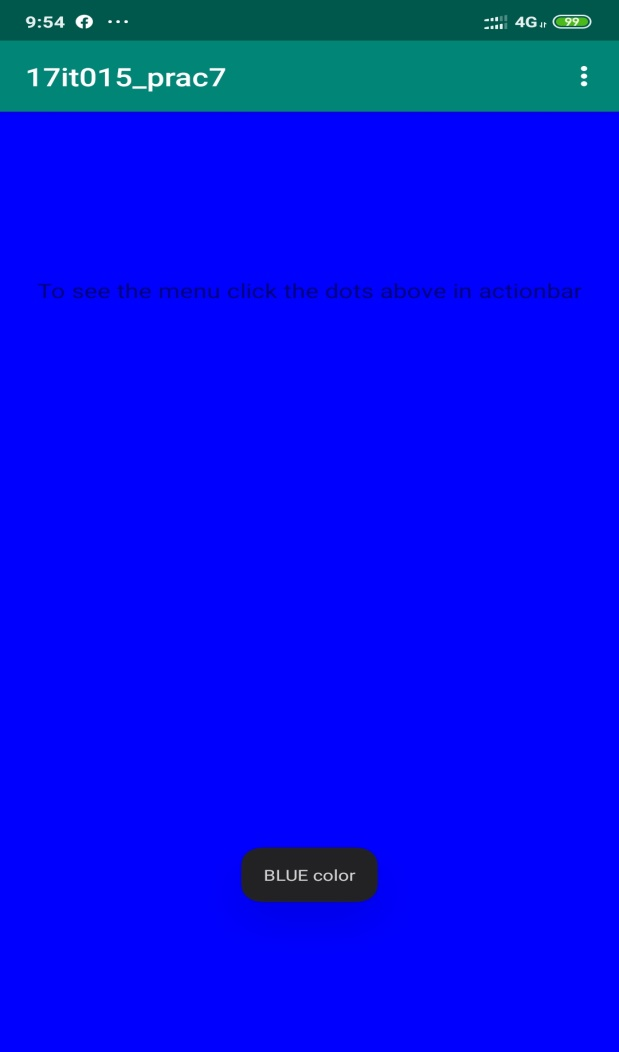 9:54
4G
99
17it015_prac7
To see the menu click the dots above in actionbar
BLUE color